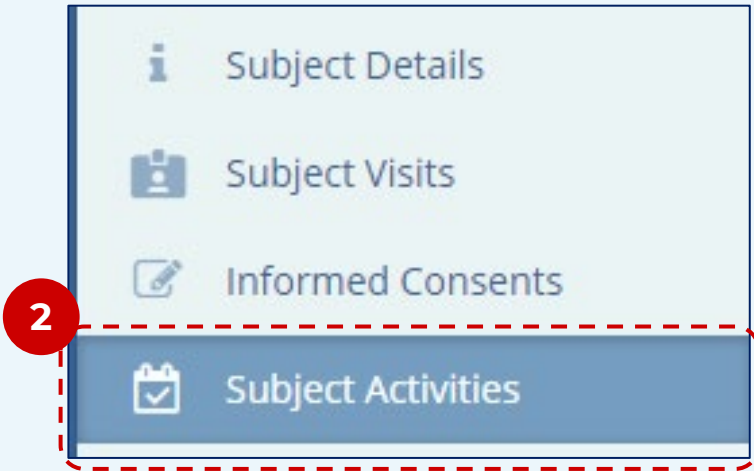 Subject Details
Subject Visits
Informed Consents
2
Subject Activities